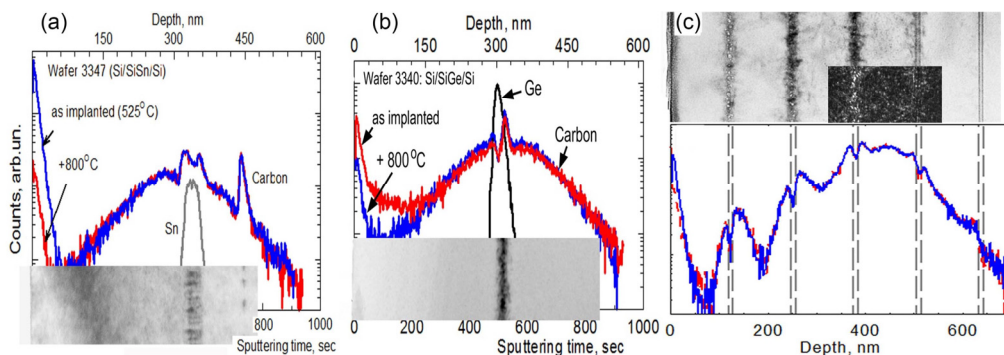 (a)
Depth, nm
0 150 300 450
Wafer 3347 (Si/SiSn/Si)
as implanted (525°C)
+800°C
Counts, arb.un.
Carbon
Sn
800 1000
Sputtering time, sec
(b)
Depth, nm
0 150 300 450 600
Wafer 3340: Si/SiGe/Si
Ge
as implanted
+800°C
Carbon
0 200 400 600 800 1000
Sputtering time, sec
(c)
0 200 400 600
Depth, nm